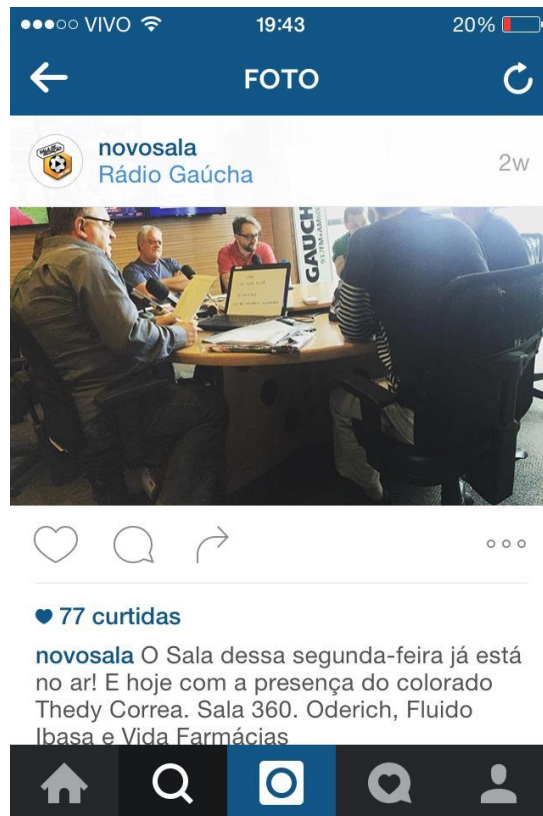 VIVO 19:43 20%
FOTO
novosala
Rádio Gaúcha
2w
GAÚCH
77 curtidas
novosala O Sala dessa segunda-feira já está
no ar! E hoje com a presença do colorado
Thedy Correa. Sala 360. Oderich, Fluido
Ibasa e Vida Farmácias